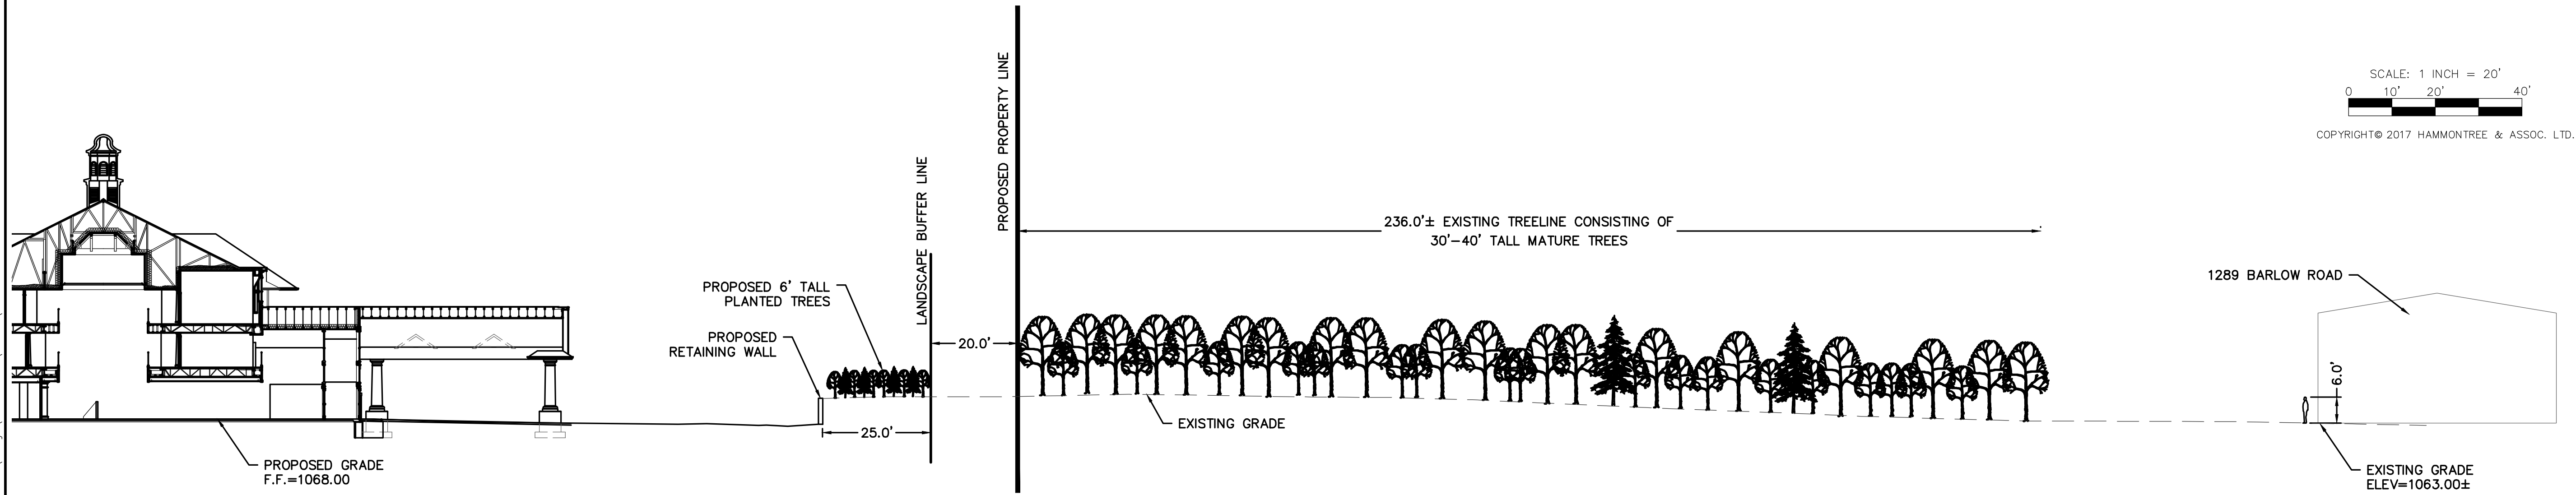 SCALE: 1 INCH = 20'
0 10' 20' 40'
COPYRIGHT© 2017 HAMMONTREE & ASSOC. LTD.
PROPOSED PROPERTY LINE
LANDSCAPE BUFFER LINE
236.0'± EXISTING TREELINE CONSISTING OF
30'-40' TALL MATURE TREES
1289 BARLOW ROAD
PROPOSED 6' TALL
PLANTED TREES
PROPOSED
RETAINING WALL
20.0'
6.0'
25.0'
EXISTING GRADE
PROPOSED GRADE
F.F.=1068.00
EXISTING GRADE
ELEV=1063.00±